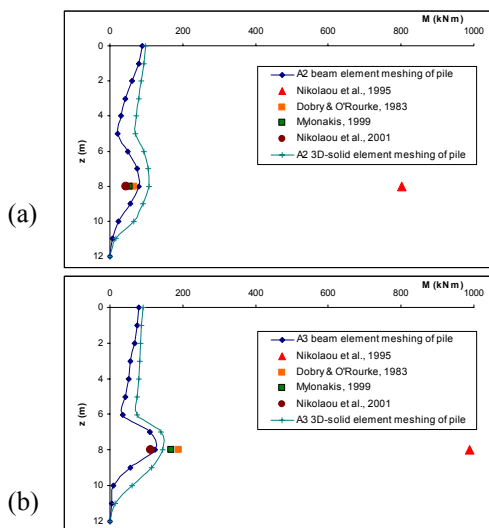 M (kNm)
0 200 400 600 800 1000
0
2
4
6
8
10
12
z (m)
A2 beam element meshing of pile
Nikolaou et al., 1995
Dobry & O'Rourke, 1983
Mylonakis, 1999
Nikolaou et al., 2001
A2 3D-solid element meshing of pile
(a)
M (kNm)
0 200 400 600 800 1000
0
2
4
6
8
10
12
z (m)
A3 beam element meshing of pile
Nikolaou et al., 1995
Dobry & O'Rourke, 1983
Mylonakis, 1999
Nikolaou et al., 2001
A3 3D-solid element meshing of pile
(b)